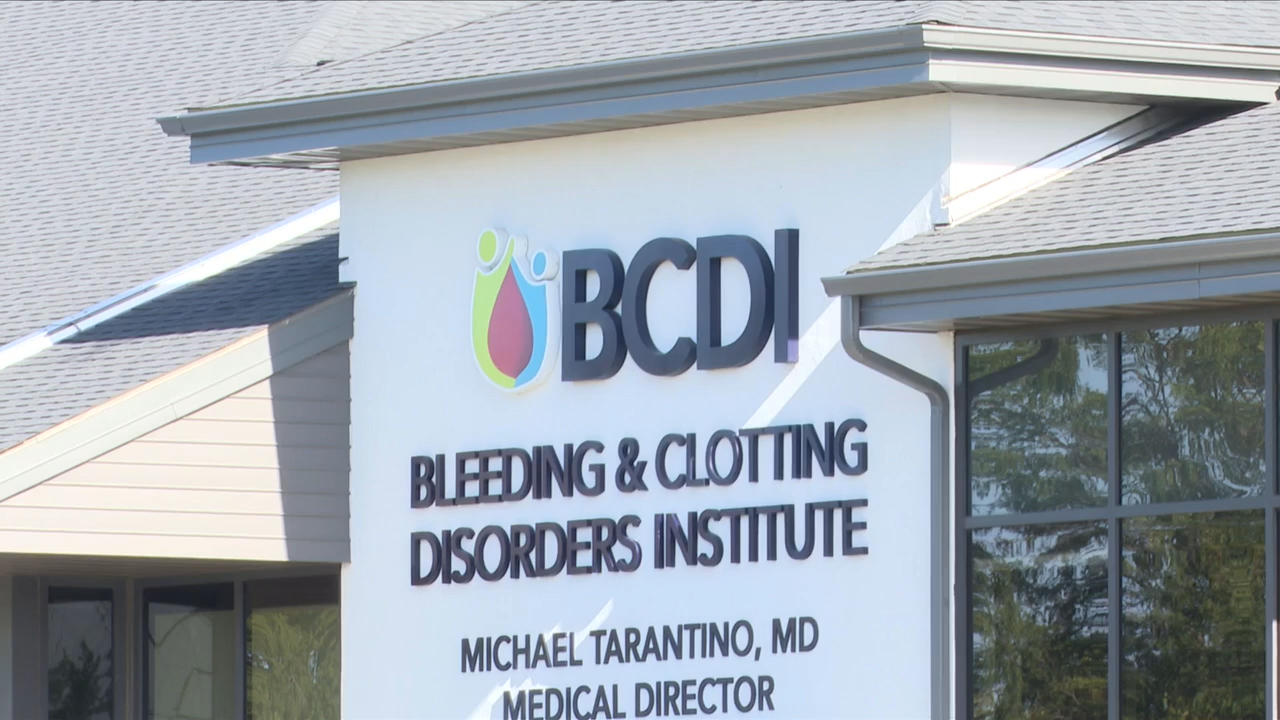 BCDI
BLEEDING & CLOTTING
DISORDERS INSTITUTE
MICHAEL TARANTINO, MD
MEDICAL DIRECTOR